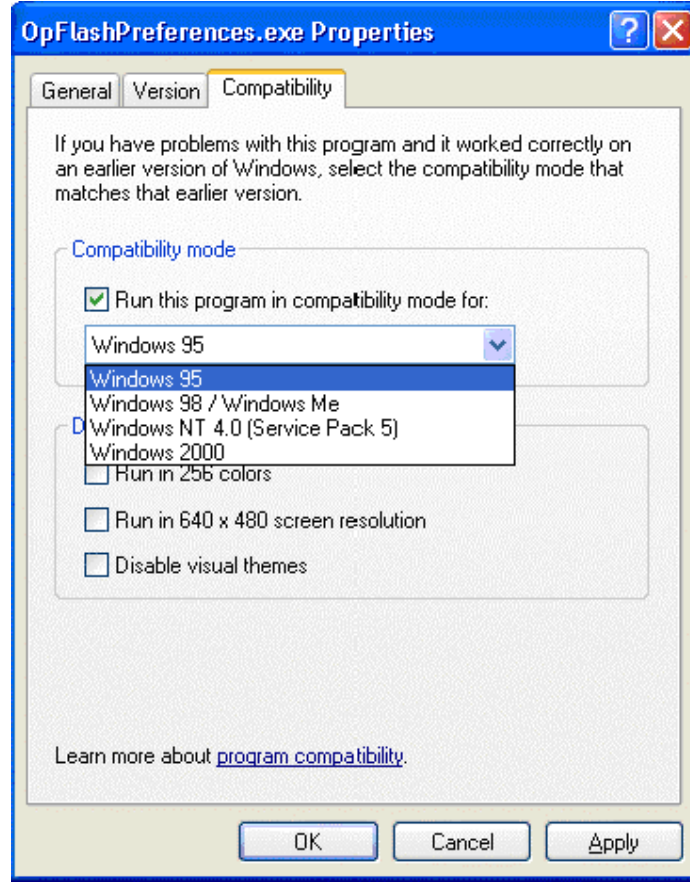 OpFlashPreferences.exe Properties
General Version Compatibility
If you have problems with this program and it worked correctly on
an earlier version of Windows, select the compatibility mode that
matches that earlier version.
Compatibility mode
Run this program in compatibility mode for:
Windows 95
Windows 95
Windows 98 / Windows Me
D Windows NT 4.0 (Service Pack 5)
Windows 2000
Run in 256 colors
Run in 640 x 480 screen resolution
Disable visual themes
Learn more about program compatibility.
OK Cancel Apply